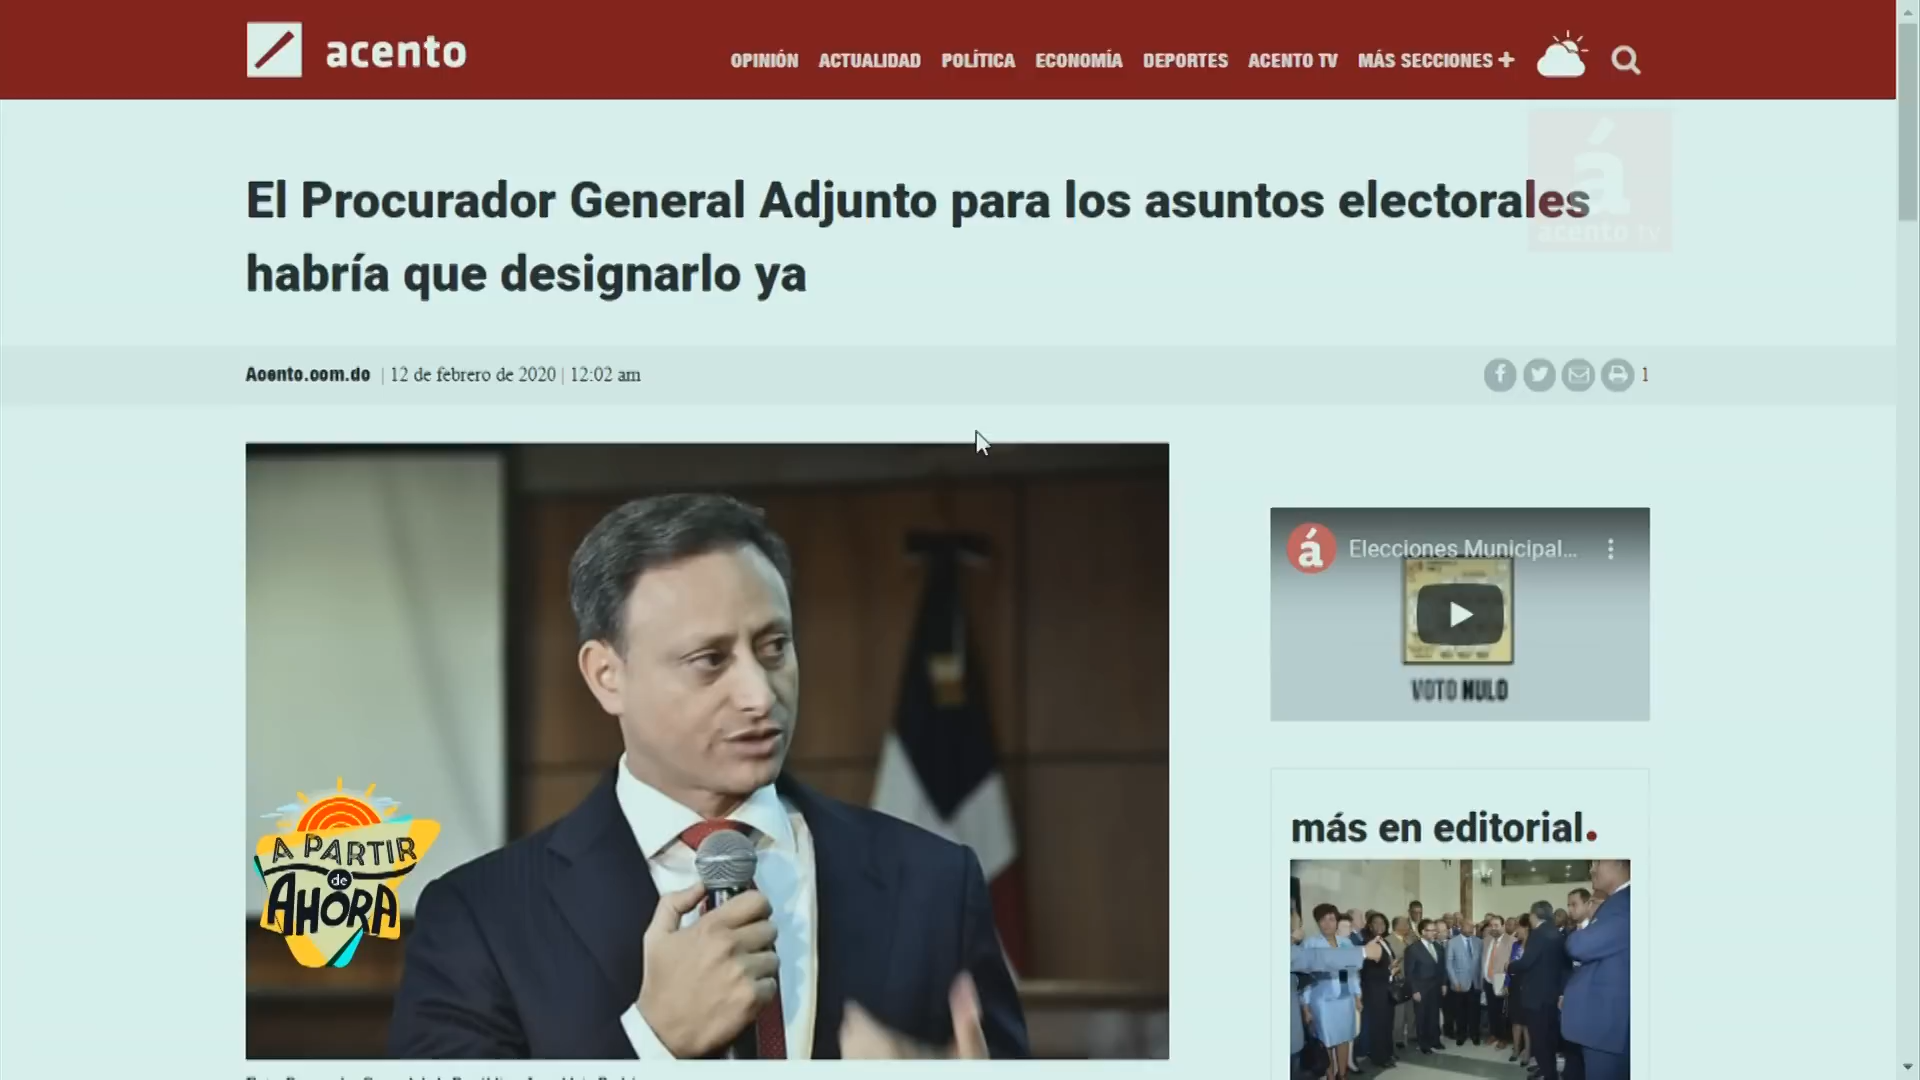 acento
OPINIÓN ACTUALIDAD POLÍTICA ECONOMÍA DEPORTES ACENTO TV MÁS SECCIONES +
á
acento tv
El Procurador General Adjunto para los asuntos electorales
habría que designarlo ya
Acento.com.do | 12 de febrero de 2020 | 12:02 am
1
á Elecciones Municipal...
VOTO NULO
A PARTIR
de
AHORA
más en editorial.